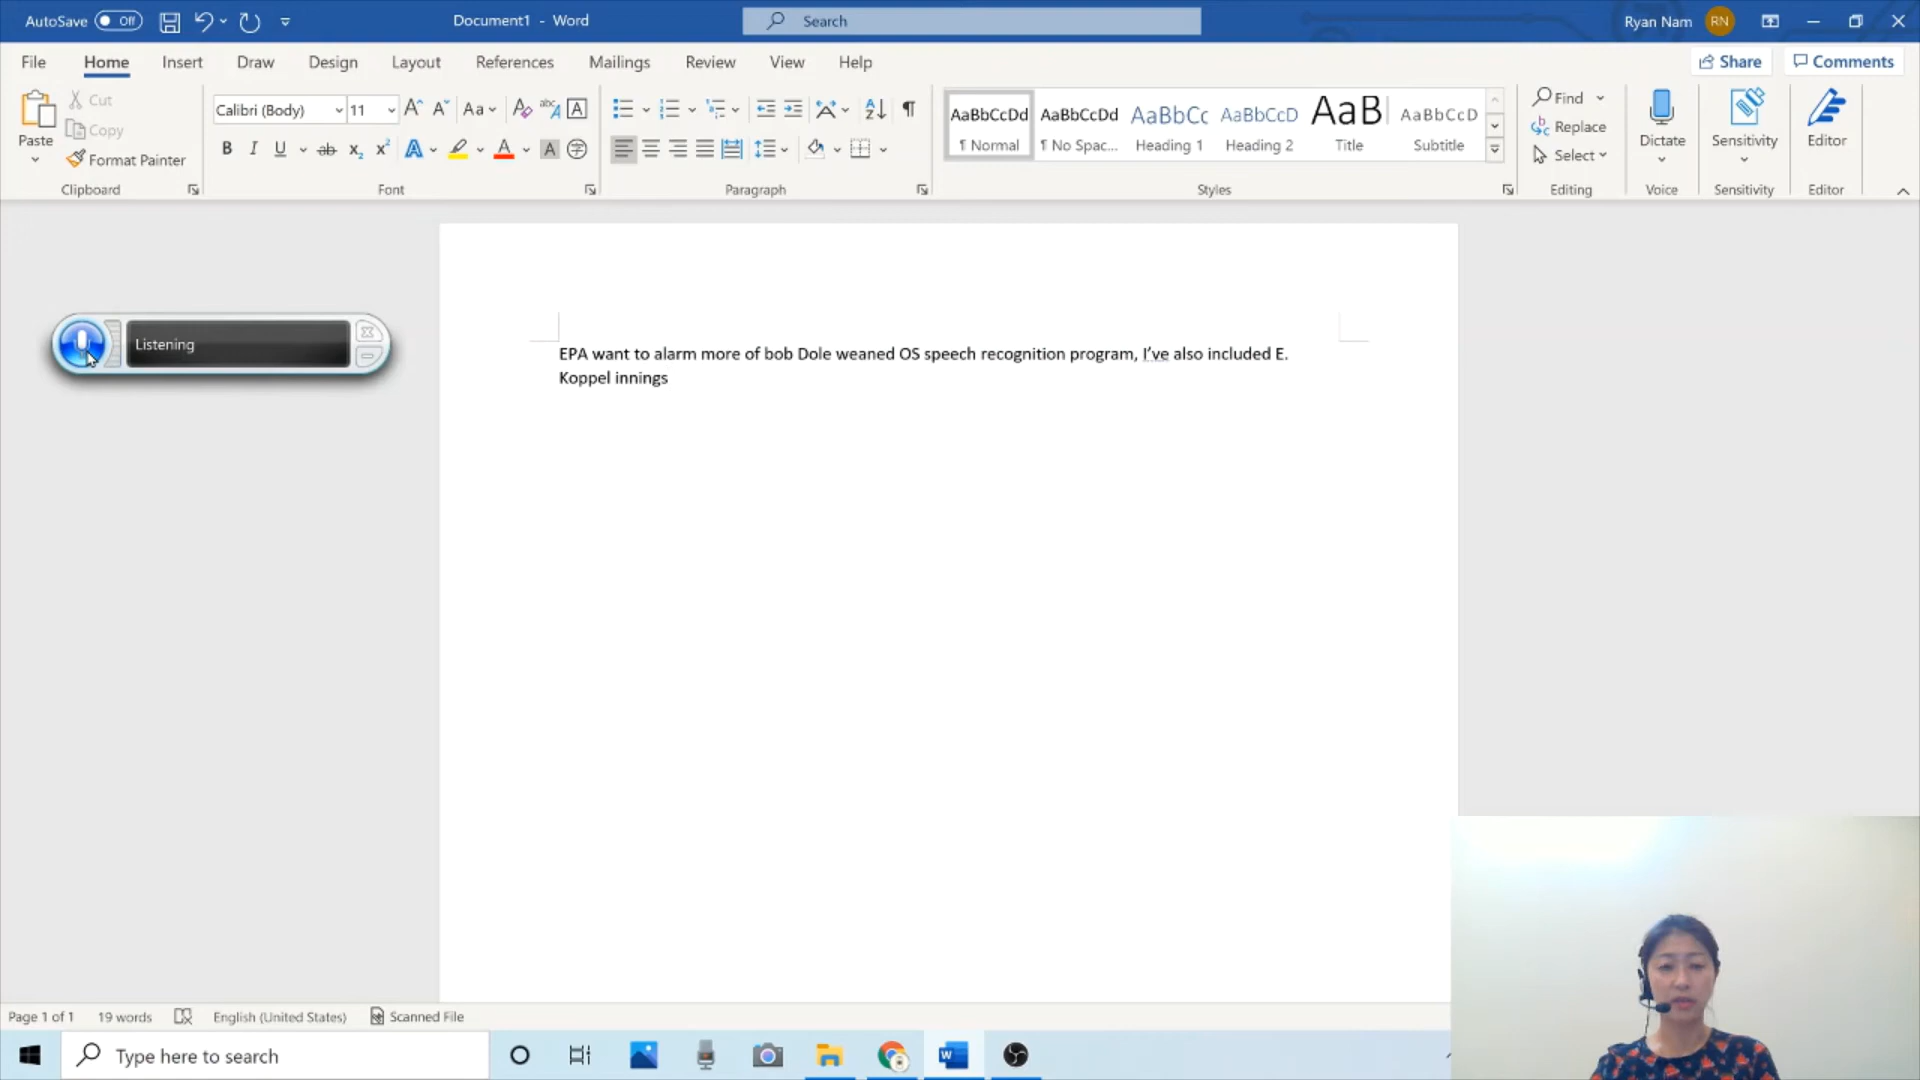 AutoSave Off Document1 - Word Search Ryan Nam RN
File Home Insert Draw Design Layout References Mailings Review View Help Share Comments
Paste Cut Copy Format Painter Clipboard
Calibri (Body) 11 Aa
B I U ab x₂ x² A A A
Font
Paragraph
AaBbCcDd ¶ Normal
AaBbCcDd ¶ No Spac...
AaBbCc Heading 1
AaBbCcD Heading 2
AaB Title
AaBbCcD Subtitle
Styles
Find
Replace
Select
Editing
Dictate
Voice
Sensitivity
Sensitivity
Editor
Editor
Listening
EPA want to alarm more of bob Dole weaned OS speech recognition program, I've also included E.
Koppel innings
Page 1 of 1 19 words English (United States) Scanned File
Type here to search